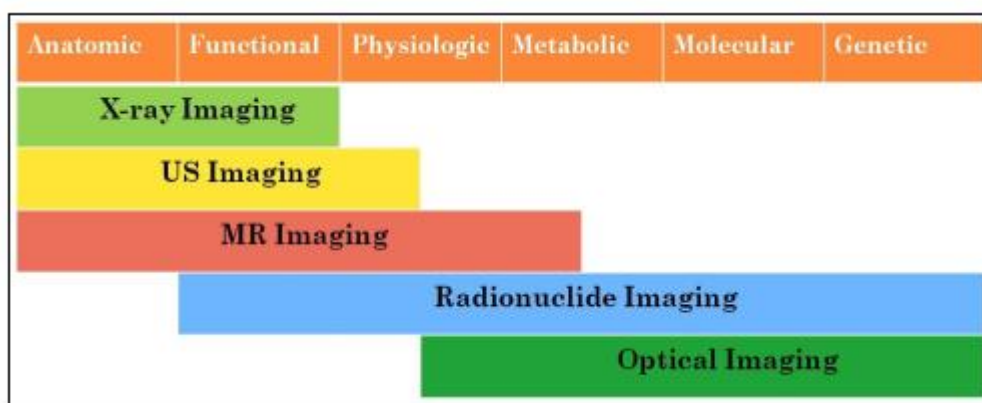 Anatomic Functional Physiologic Metabolic Molecular Genetic
X-ray Imaging
US Imaging
MR Imaging
Radionuclide Imaging
Optical Imaging